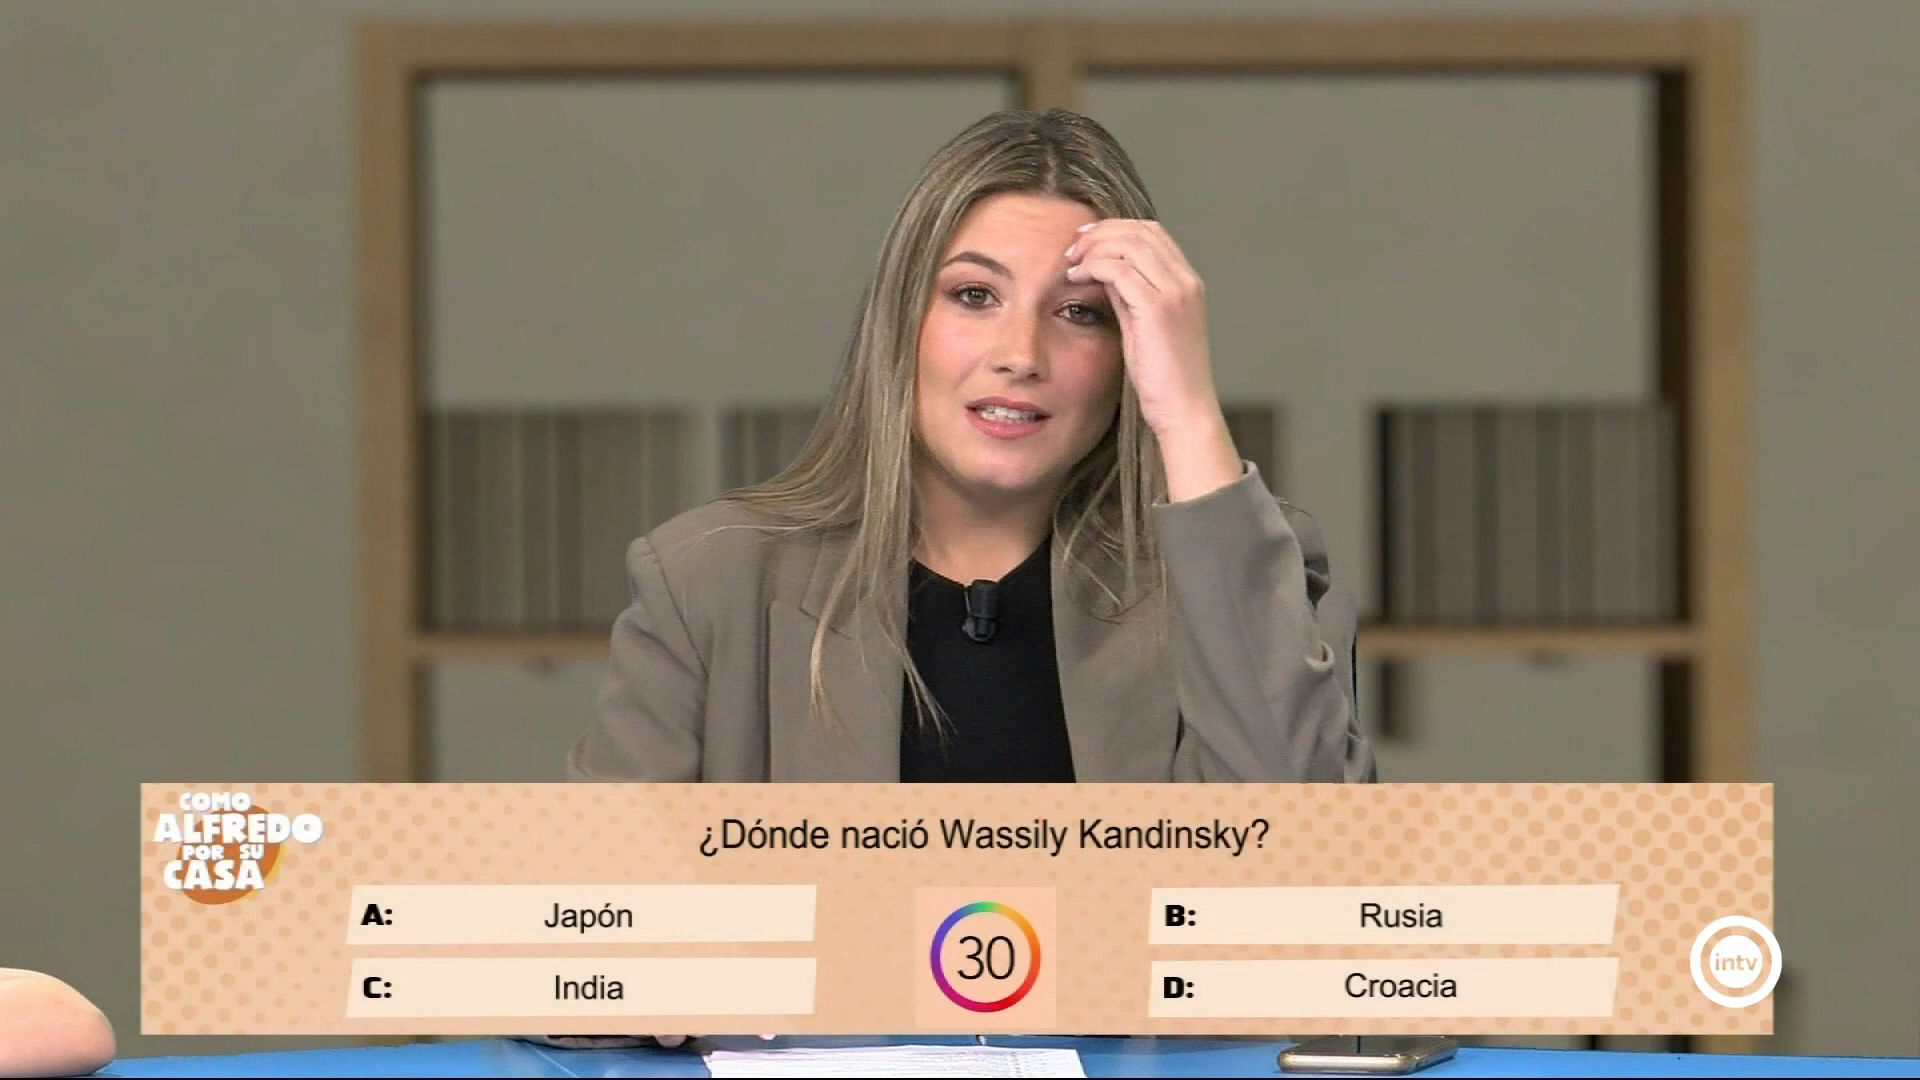 ¿Dónde nació Wassily Kandinsky?
COMO
ALFREDO
POR SU
CASA
A: Japón
B: Rusia
30
C: India
D: Croacia
intv